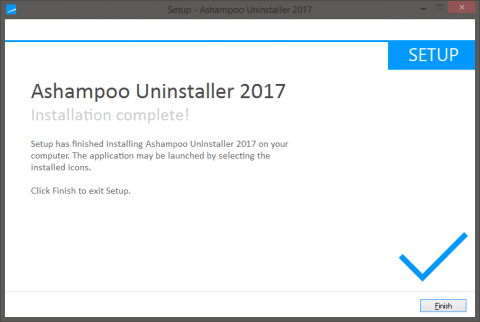 Setup - Ashampoo Uninstaller 2017
SETUP
Ashampoo Uninstaller 2017
Installation complete!
Setup has finished installing Ashampoo Uninstaller 2017 on your
computer. The application may be launched by selecting the
installed icons.
Click Finish to exit Setup.
Finish